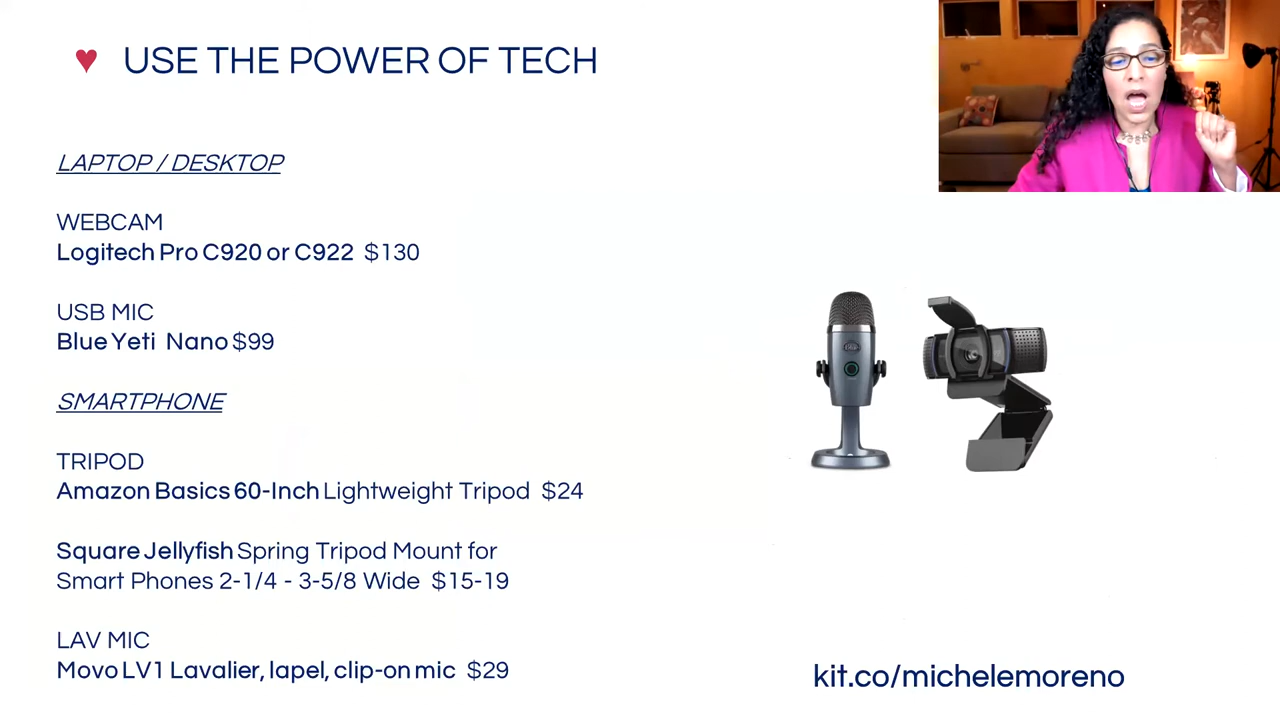 ♥ USE THE POWER OF TECH
LAPTOP / DESKTOP
WEBCAM
Logitech Pro C920 or C922 $130
USB MIC
Blue Yeti Nano $99
SMARTPHONE
TRIPOD
Amazon Basics 60-Inch Lightweight Tripod $24
Square Jellyfish Spring Tripod Mount for
Smart Phones 2-1/4 - 3-5/8 Wide $15-19
LAV MIC
Movo LV1 Lavalier, lapel, clip-on mic $29
kit.co/michelemoreno